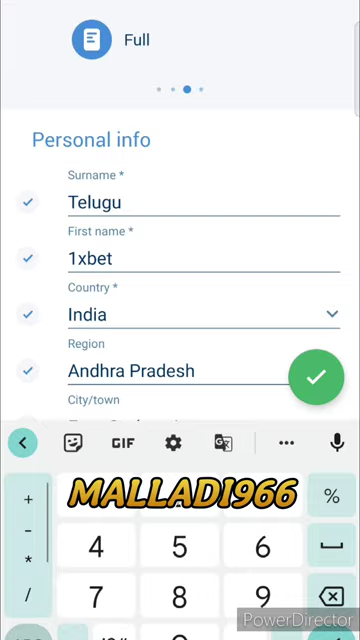 Full
Personal info
Surname *
Telugu
First name *
1xbet
Country *
India
Region
Andhra Pradesh
City/town
GIF
MALLADI966
+
%
-
4 5 6
*
/
7 8 9
PowerDirector